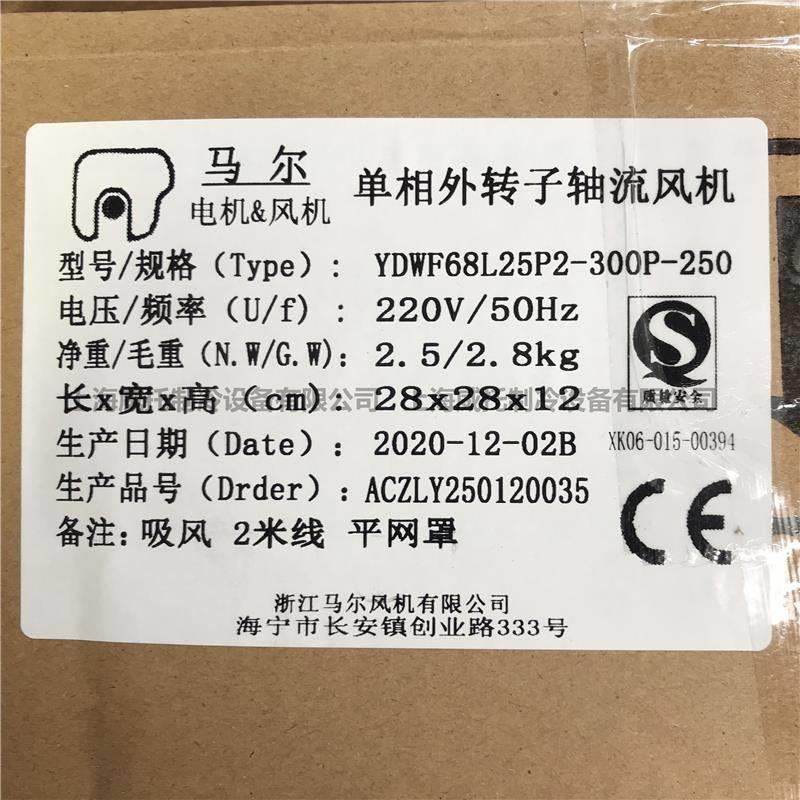 马尔
电机&风机
单相外转子轴流风机
型号/规格(Type): YDWF68L25P2-300P-250
电压/频率(U/f): 220V/50Hz
净重/毛重(N.W/G.W): 2.5/2.8kg
长x宽x高(cm): 28x28x12
生产日期(Date): 2020-12-02B
生产品号(Drder): ACZLY250120035
备注: 吸风 2米线 平网罩
S
质检安全
XK06-015-00394
CE
浙江马尔风机有限公司
海宁市长安镇创业路333号